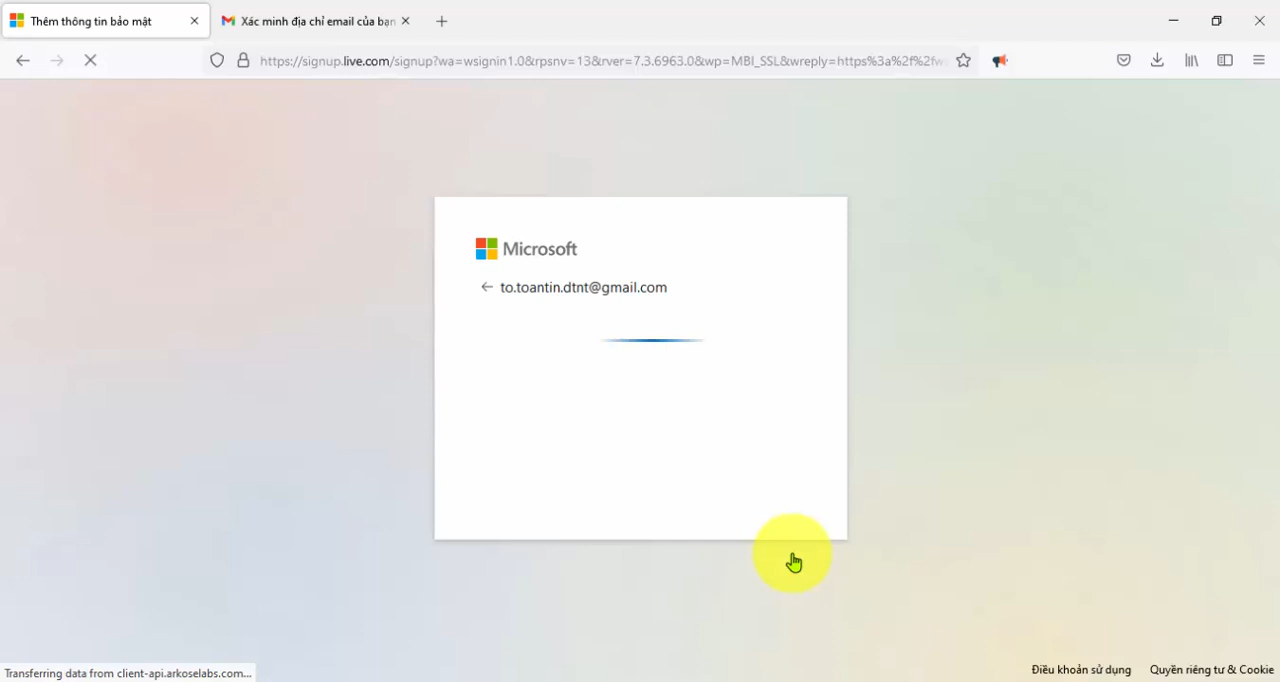 Thêm thông tin bảo mật
Xác minh địa chỉ email của bạn
https://signup.live.com/signup?wa=wsignin1.0&rpsnv=13&rver=7.3.6963.0&wp=MBI_SSL&wreply=https%3a%2f%2fw
Microsoft
to.toantin.dtnt@gmail.com
Transferring data from client-api.arkoselabs.com...
Điều khoản sử dụng Quyền riêng tư & Cookie